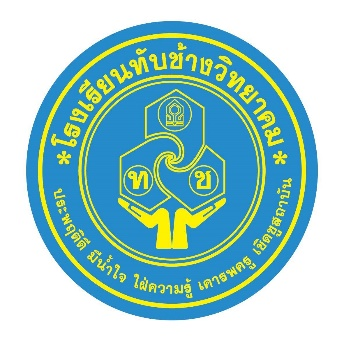 *โรงเรียนทับช้างวิทยาคม*
ท ช
ประพฤติดี มีน้ำใจ ใฝ่ความรู้ เคารพครู เชิดชูสถาบัน